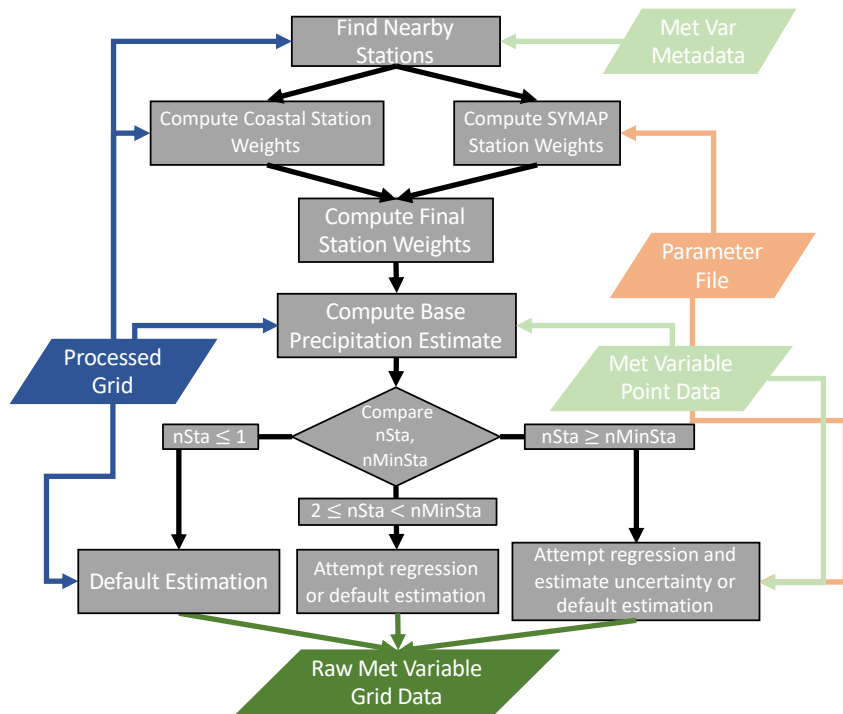 Find Nearby
Stations
Met Var
Metadata
Compute Coastal Station
Weights
Compute SYMAP
Station Weights
Compute Final
Station Weights
Parameter
File
Compute Base
Precipitation Estimate
Processed
Grid
Met Variable
Point Data
Compare
nSta,
nMinSta
nSta ≤ 1
nSta ≥ nMinSta
2 ≤ nSta < nMinSta
Default Estimation
Attempt regression
or default estimation
Attempt regression and
estimate uncertainty or
default estimation
Raw Met Variable
Grid Data